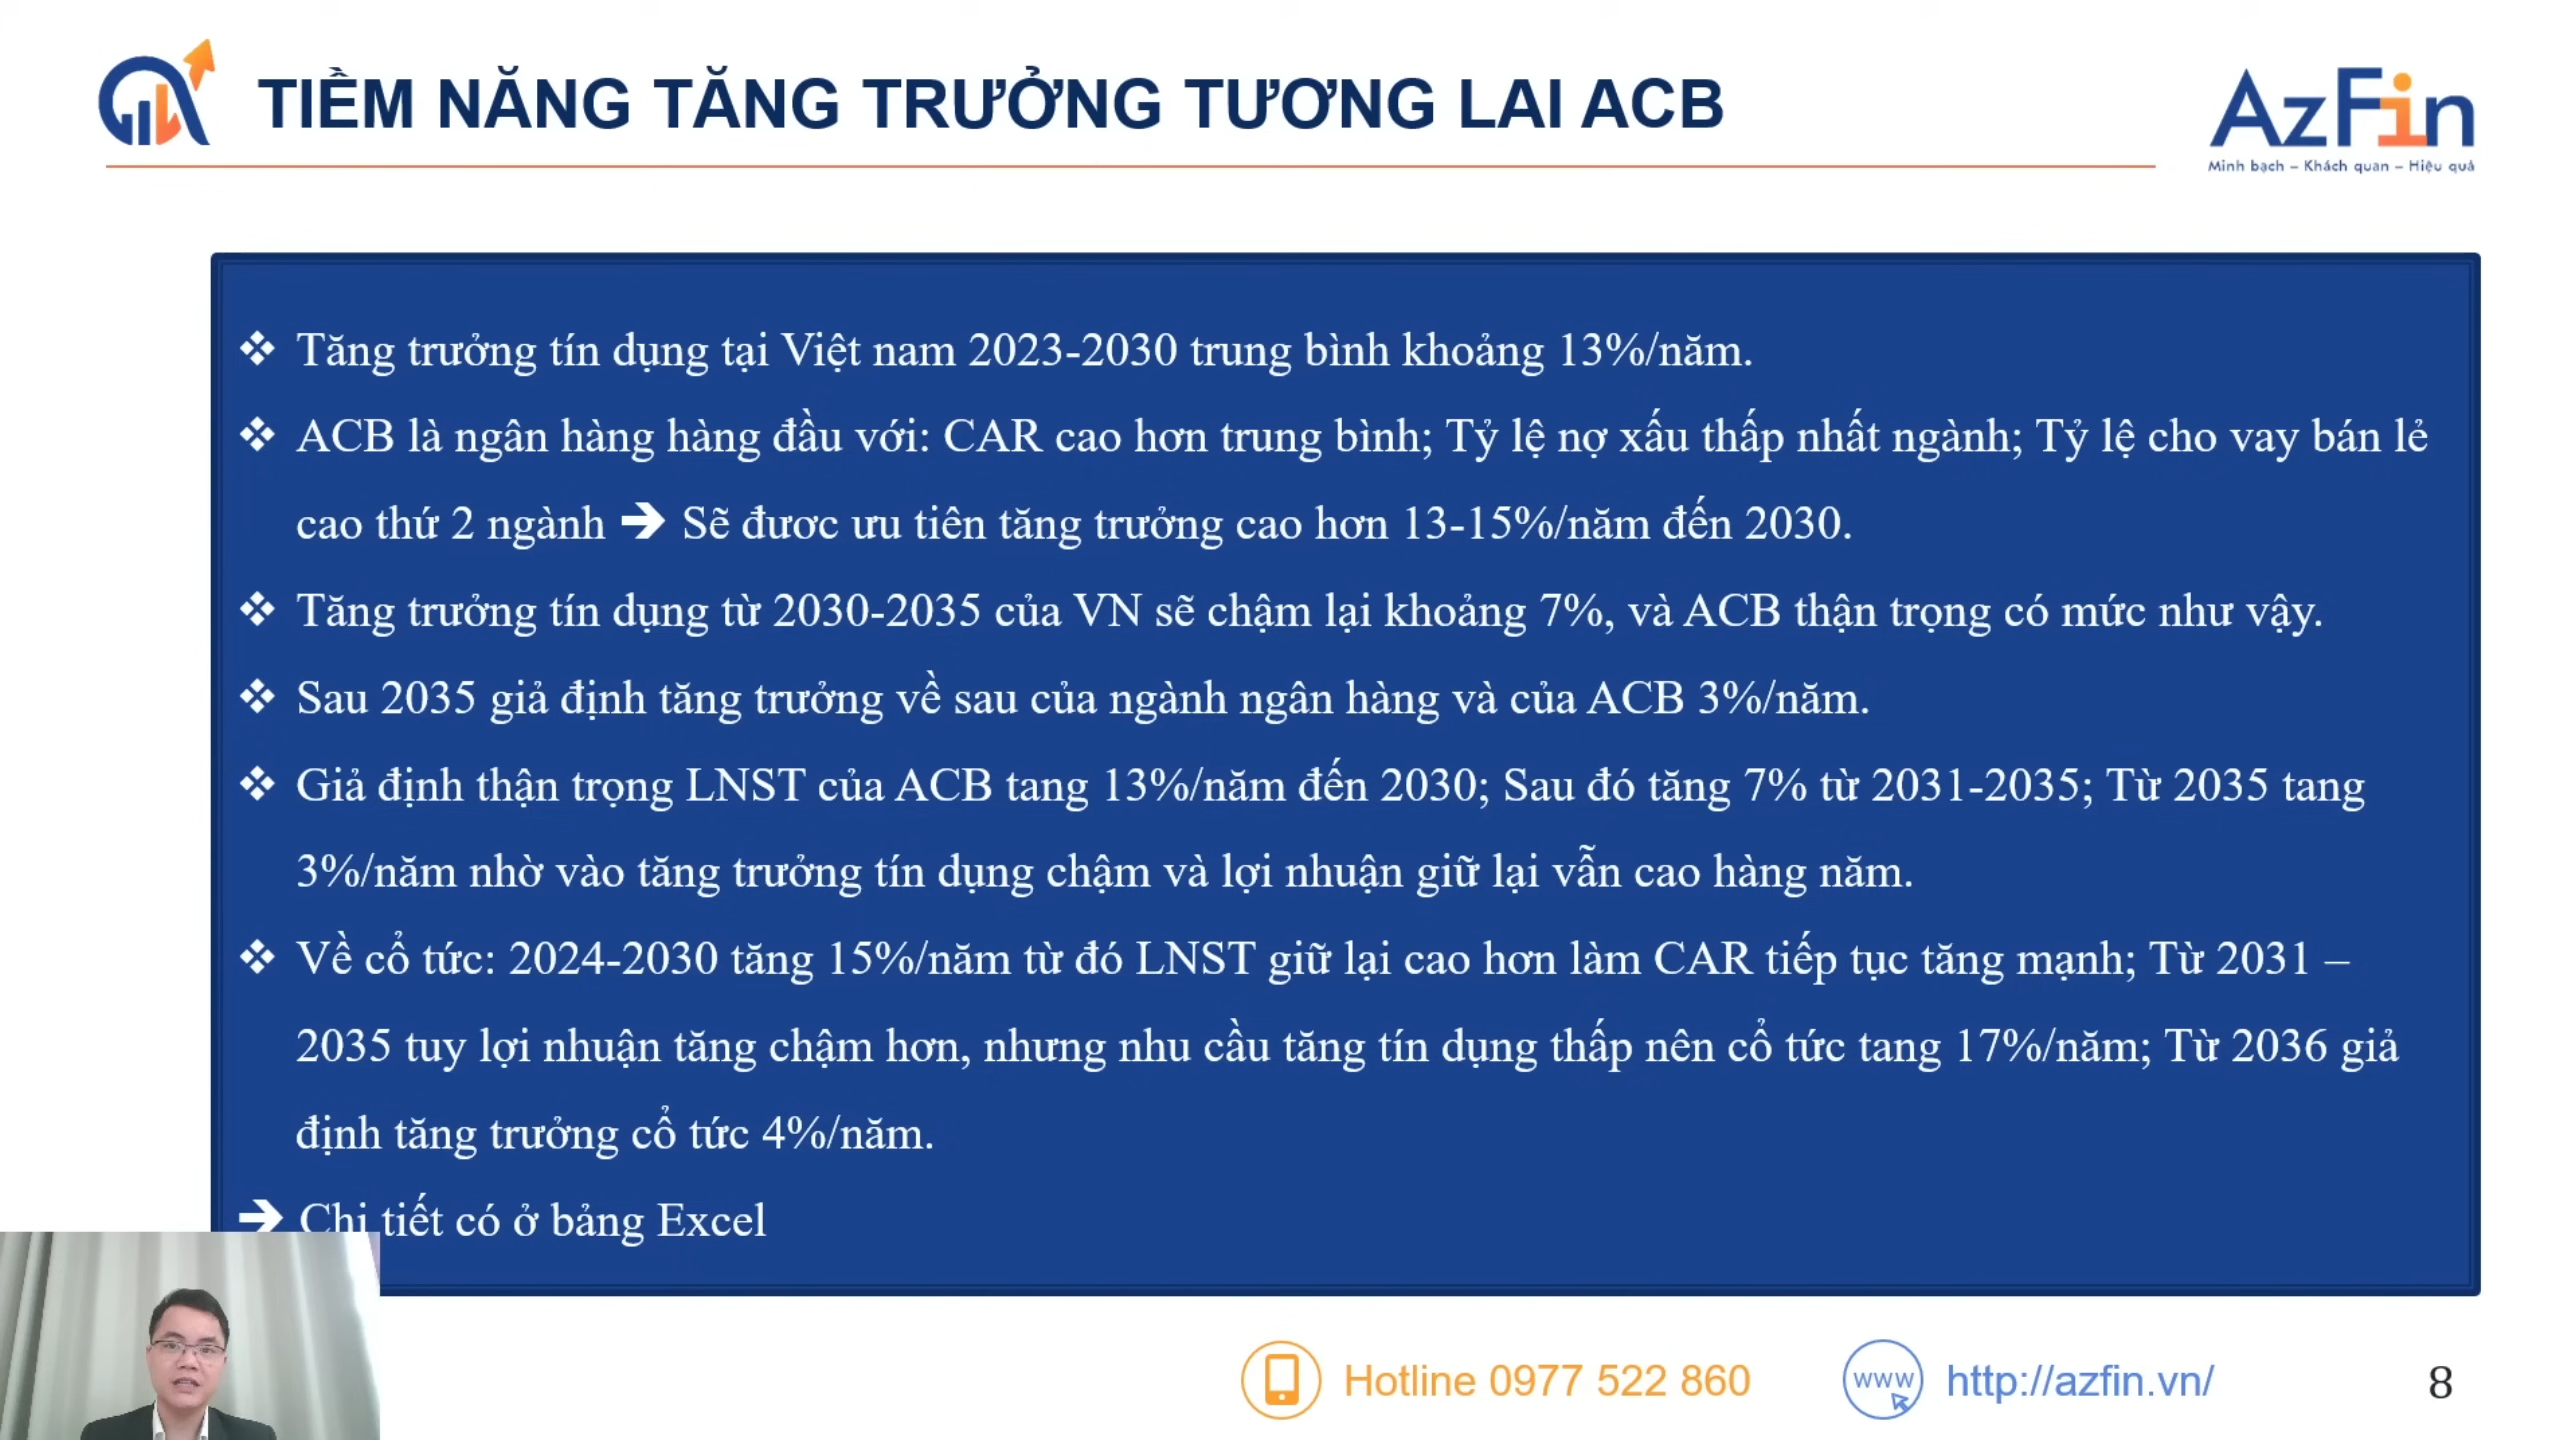 TIỀM NĂNG TĂNG TRƯỞNG TƯƠNG LAI ACB
AzFin
Minh bạch – Khách quan – Hiệu quả
❖ Tăng trưởng tín dụng tại Việt nam 2023-2030 trung bình khoảng 13%/năm.
❖ ACB là ngân hàng hàng đầu với: CAR cao hơn trung bình; Tỷ lệ nợ xấu thấp nhất ngành; Tỷ lệ cho vay bán lẻ
cao thứ 2 ngành ➔ Sẽ đươc ưu tiên tăng trưởng cao hơn 13-15%/năm đến 2030.
❖ Tăng trưởng tín dụng từ 2030-2035 của VN sẽ chậm lại khoảng 7%, và ACB thận trọng có mức như vậy.
❖ Sau 2035 giả định tăng trưởng về sau của ngành ngân hàng và của ACB 3%/năm.
❖ Giả định thận trọng LNST của ACB tang 13%/năm đến 2030; Sau đó tăng 7% từ 2031-2035; Từ 2035 tang
3%/năm nhờ vào tăng trưởng tín dụng chậm và lợi nhuận giữ lại vẫn cao hàng năm.
❖ Về cổ tức: 2024-2030 tăng 15%/năm từ đó LNST giữ lại cao hơn làm CAR tiếp tục tăng mạnh; Từ 2031 –
2035 tuy lợi nhuận tăng chậm hơn, nhưng nhu cầu tăng tín dụng thấp nên cổ tức tang 17%/năm; Từ 2036 giả
định tăng trưởng cổ tức 4%/năm.
➔ Chi tiết có ở bảng Excel
Hotline 0977 522 860
www
http://azfin.vn/
8